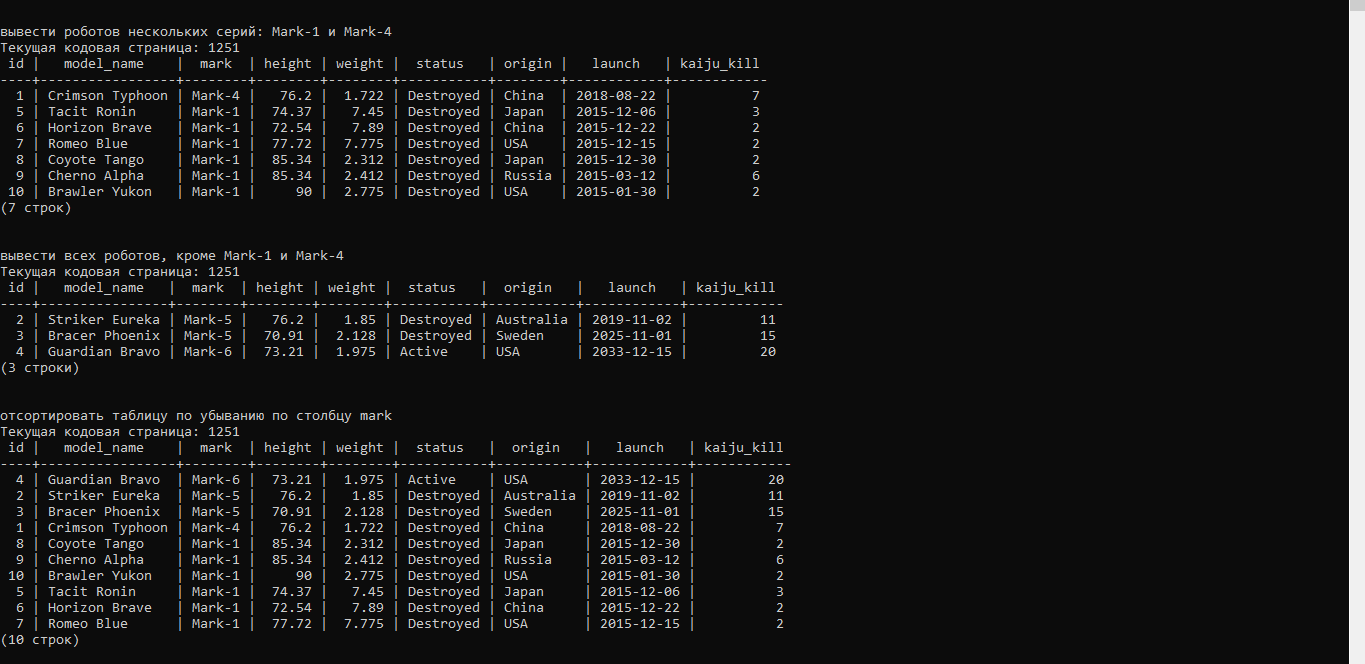 вывести роботов нескольких серий: Mark-1 и Mark-4
Текущая кодовая страница: 1251
 id |   model_name    |  mark  | height | weight |  status   | origin |   launch   | kaiju_kill
----+-----------------+--------+--------+--------+-----------+--------+------------+------------
  1 | Crimson Typhoon | Mark-4 |   76.2 |  1.722 | Destroyed | China  | 2018-08-22 |          7
  5 | Tacit Ronin     | Mark-1 |  74.37 |   7.45 | Destroyed | Japan  | 2015-12-06 |          3
  6 | Horizon Brave   | Mark-1 |  72.54 |   7.89 | Destroyed | China  | 2015-12-22 |          2
  7 | Romeo Blue      | Mark-1 |  77.72 |  7.775 | Destroyed | USA    | 2015-12-15 |          2
  8 | Coyote Tango    | Mark-1 |  85.34 |  2.312 | Destroyed | Japan  | 2015-12-30 |          2
  9 | Cherno Alpha    | Mark-1 |  85.34 |  2.412 | Destroyed | Russia | 2015-03-12 |          6
 10 | Brawler Yukon   | Mark-1 |     90 |  2.775 | Destroyed | USA    | 2015-01-30 |          2
(7 строк)
вывести всех роботов, кроме Mark-1 и Mark-4
Текущая кодовая страница: 1251
 id |   model_name   |  mark  | height | weight |  status   |  origin   |   launch   | kaiju_kill
----+----------------+--------+--------+--------+-----------+-----------+------------+------------
  2 | Striker Eureka | Mark-5 |   76.2 |   1.85 | Destroyed | Australia | 2019-11-02 |         11
  3 | Bracer Phoenix | Mark-5 |  70.91 |  2.128 | Destroyed | Sweden    | 2025-11-01 |         15
  4 | Guardian Bravo | Mark-6 |  73.21 |  1.975 | Active    | USA       | 2033-12-15 |         20
(3 строки)
отсортировать таблицу по убыванию по столбцу mark
Текущая кодовая страница: 1251
 id |   model_name    |  mark  | height | weight |  status   |  origin   |   launch   | kaiju_kill
----+-----------------+--------+--------+--------+-----------+-----------+------------+------------
  4 | Guardian Bravo  | Mark-6 |  73.21 |  1.975 | Active    | USA       | 2033-12-15 |         20
  2 | Striker Eureka  | Mark-5 |   76.2 |   1.85 | Destroyed | Australia | 2019-11-02 |         11
  3 | Bracer Phoenix  | Mark-5 |  70.91 |  2.128 | Destroyed | Sweden    | 2025-11-01 |         15
  1 | Crimson Typhoon | Mark-4 |   76.2 |  1.722 | Destroyed | China     | 2018-08-22 |          7
  8 | Coyote Tango    | Mark-1 |  85.34 |  2.312 | Destroyed | Japan     | 2015-12-30 |          2
  9 | Cherno Alpha    | Mark-1 |  85.34 |  2.412 | Destroyed | Russia    | 2015-03-12 |          6
 10 | Brawler Yukon   | Mark-1 |     90 |  2.775 | Destroyed | USA       | 2015-01-30 |          2
  5 | Tacit Ronin     | Mark-1 |  74.37 |   7.45 | Destroyed | Japan     | 2015-12-06 |          3
  6 | Horizon Brave   | Mark-1 |  72.54 |   7.89 | Destroyed | China     | 2015-12-22 |          2
  7 | Romeo Blue      | Mark-1 |  77.72 |  7.775 | Destroyed | USA       | 2015-12-15 |          2
(10 строк)